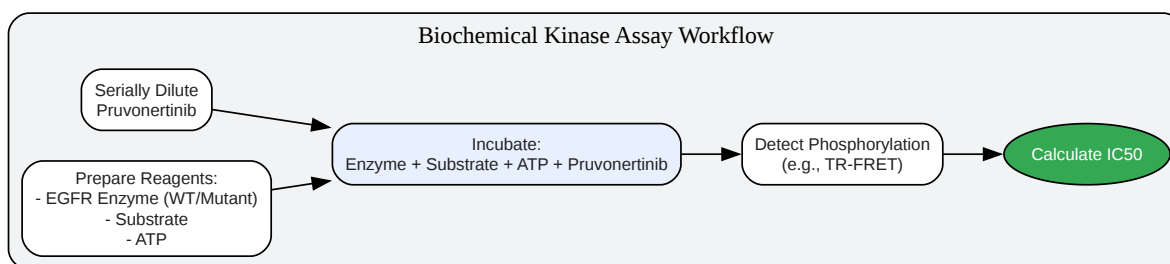 Biochemical Kinase Assay Workflow
Serially Dilute
Pruvonertinib
Prepare Reagents:
- EGFR Enzyme (WT/Mutant)
- Substrate
- ATP
Incubate:
Enzyme + Substrate + ATP + Pruvonertinib
Detect Phosphorylation
(e.g., TR-FRET)
Calculate IC50